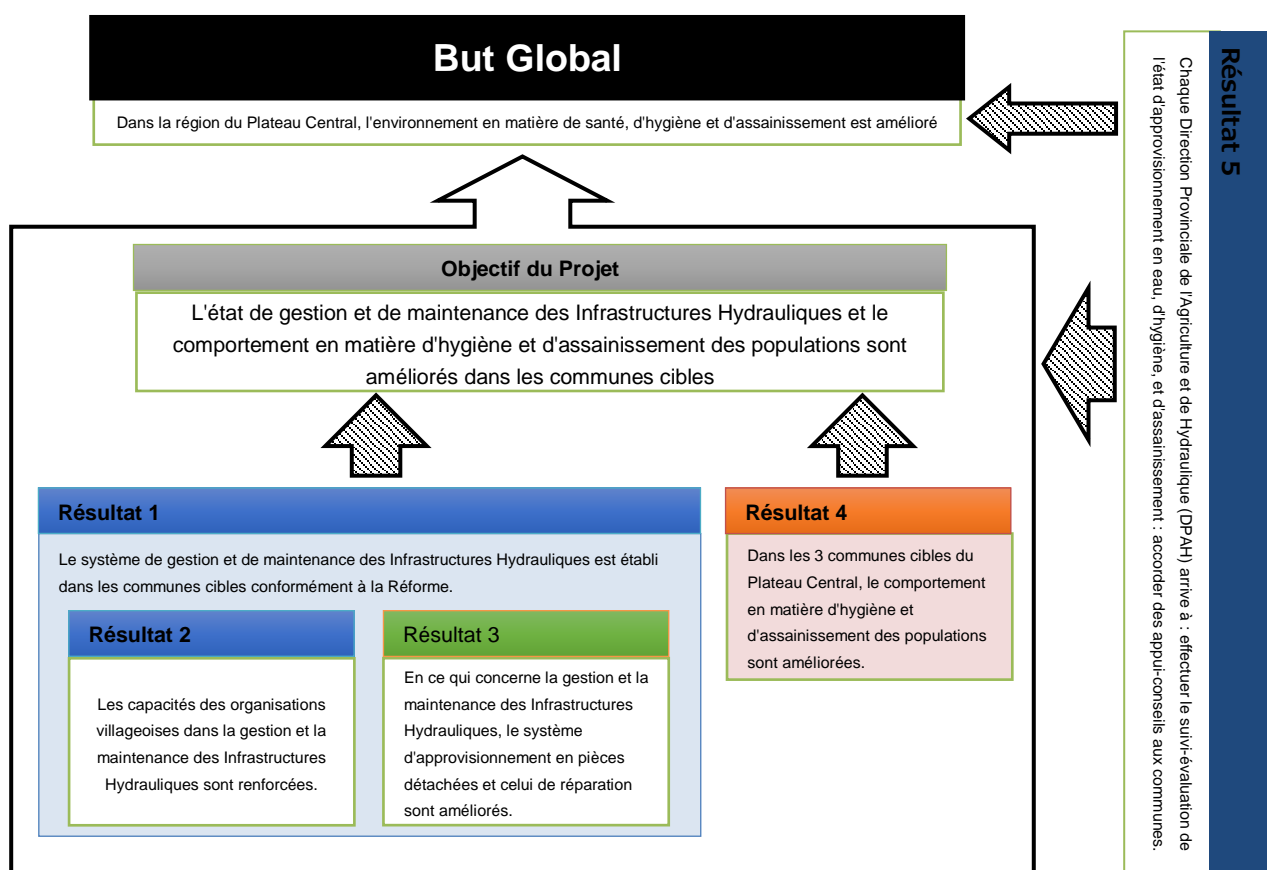 But Global
Dans la région du Plateau Central, l'environnement en matière de santé, d'hygiène et d'assainissement est amélioré
Objectif du Projet
L'état de gestion et de maintenance des Infrastructures Hydrauliques et le
comportement en matière d'hygiène et d'assainissement des populations sont
améliorés dans les communes cibles
Résultat 1
Le système de gestion et de maintenance des Infrastructures Hydrauliques est établi
dans les communes cibles conformément à la Réforme.
Résultat 2
Les capacités des organisations
villageoises dans la gestion et la
maintenance des Infrastructures
Hydrauliques sont renforcées.
Résultat 3
En ce qui concerne la gestion et la
maintenance des Infrastructures
Hydrauliques, le système
d'approvisionnement en pièces
détachées et celui de réparation
sont améliorés.
Résultat 4
Dans les 3 communes cibles du
Plateau Central, le comportement
en matière d'hygiène et
d'assainissement des populations
sont améliorées.
Résultat 5
Chaque Direction Provinciale de l'Agriculture et de Hydraulique (DPAH) arrive à : effectuer le suivi-évaluation de
l'état d'approvisionnement en eau, d'hygiène, et d'assainissement : accorder des appui-conseils aux communes.